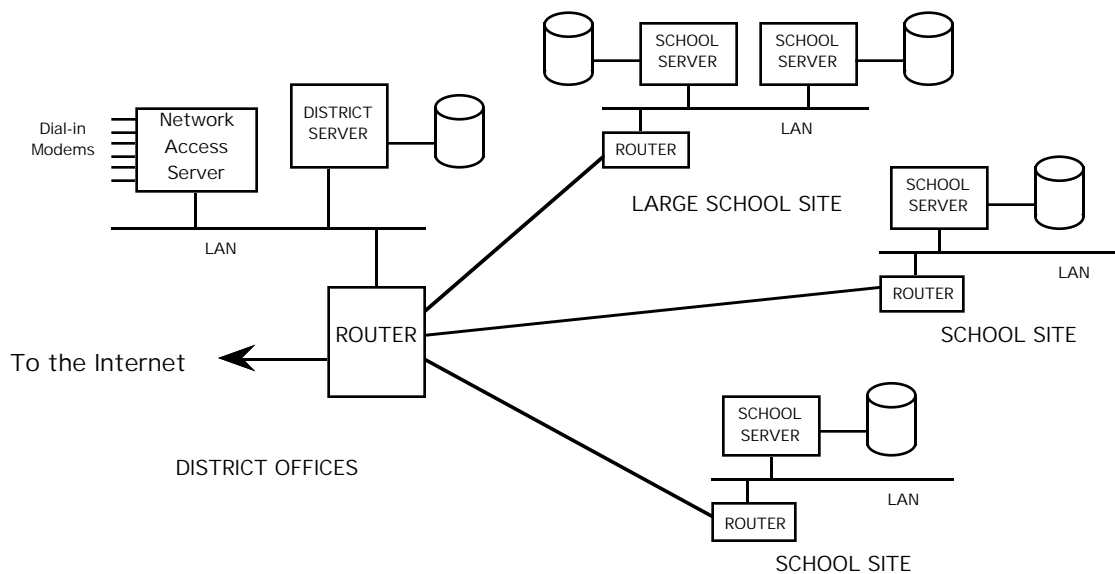 Dial-in
Modems
Network
Access
Server
DISTRICT
SERVER
LAN
ROUTER
To the Internet
DISTRICT OFFICES
SCHOOL
SERVER
SCHOOL
SERVER
LAN
ROUTER
LARGE SCHOOL SITE
SCHOOL
SERVER
LAN
ROUTER
SCHOOL SITE
SCHOOL
SERVER
LAN
ROUTER
SCHOOL SITE